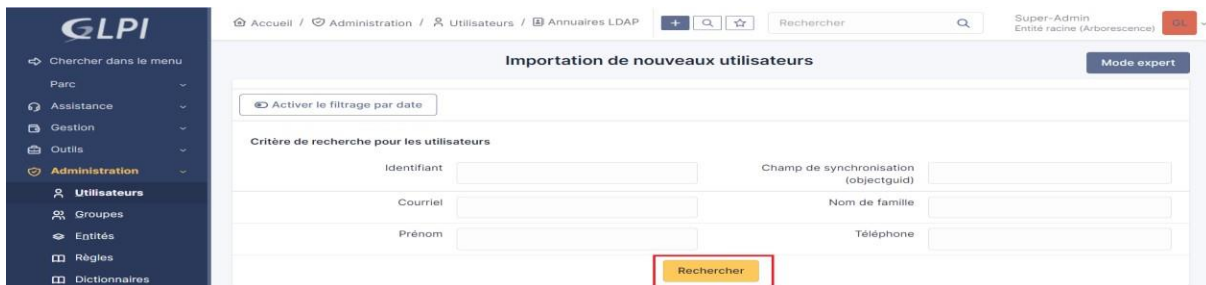 GLPI
Accueil / Administration / Utilisateurs / Annuaires LDAP
Rechercher
Super-Admin
Entité racine (Arborescence)
GL
Chercher dans le menu
Parc
Assistance
Gestion
Outils
Administration
Utilisateurs
Groupes
Entités
Règles
Dictionnaires
Importation de nouveaux utilisateurs
Mode expert
Activer le filtrage par date
Critère de recherche pour les utilisateurs
Identifiant
Champ de synchronisation
(objectguid)
Courriel
Nom de famille
Prénom
Téléphone
Rechercher